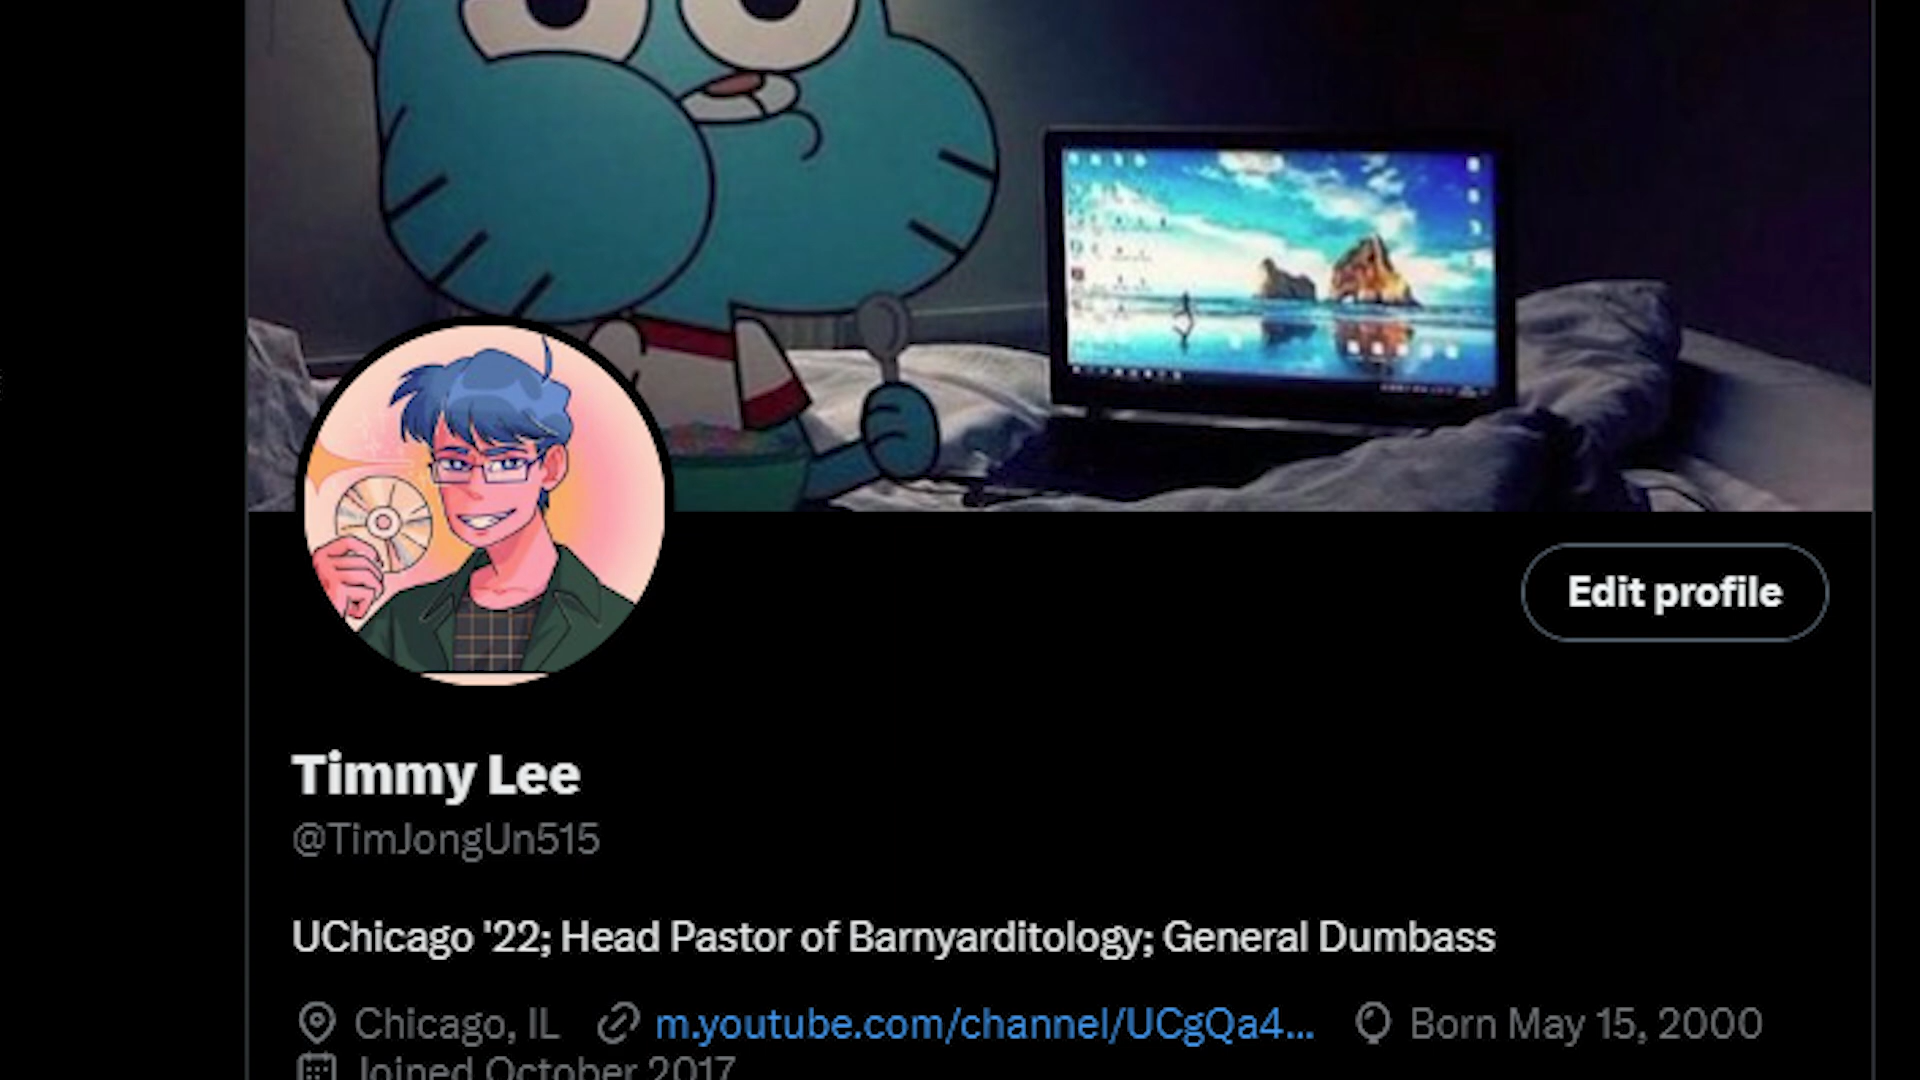 Edit profile
Timmy Lee
@TimJongUn515
UChicago '22; Head Pastor of Barnyarditology; General Dumbass
Chicago, IL m.youtube.com/channel/UCgQa4... Born May 15, 2000
Joined October 2017